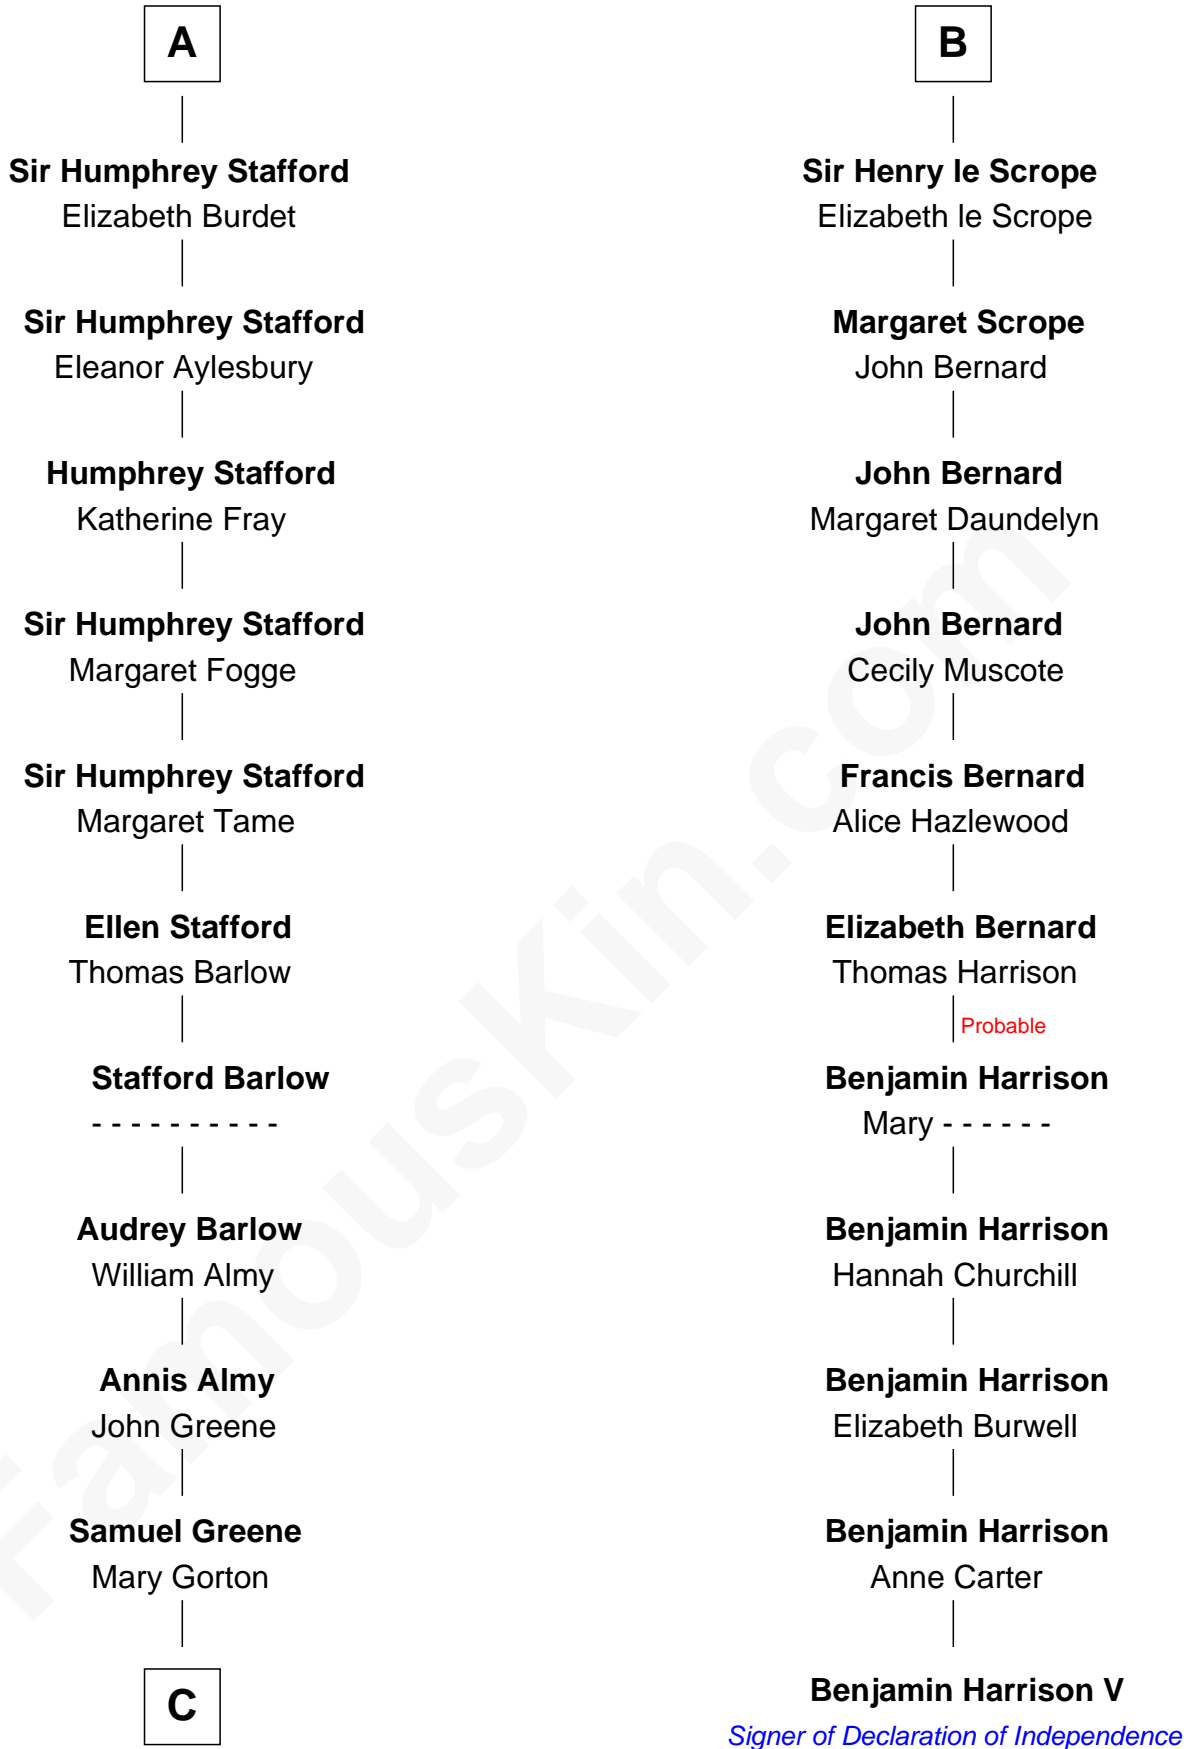 A
Sir Humphrey Stafford
Elizabeth Burdet
Sir Humphrey Stafford
Eleanor Aylesbury
Humphrey Stafford
Katherine Fray
Sir Humphrey Stafford
Margaret Fogge
Sir Humphrey Stafford
Margaret Tame
Ellen Stafford
Thomas Barlow
Stafford Barlow
- - - - - - - - - -
Audrey Barlow
William Almy
Annis Almy
John Greene
Samuel Greene
Mary Gorton
C
B
Sir Henry le Scrope
Elizabeth le Scrope
Margaret Scrope
John Bernard
John Bernard
Margaret Daundelyn
John Bernard
Cecily Muscote
Francis Bernard
Alice Hazlewood
Elizabeth Bernard
Thomas Harrison
Probable
Benjamin Harrison
Mary - - - - - -
Benjamin Harrison
Hannah Churchill
Benjamin Harrison
Elizabeth Burwell
Benjamin Harrison
Anne Carter
Benjamin Harrison V
Signer of Declaration of Independence
FamousKin.com